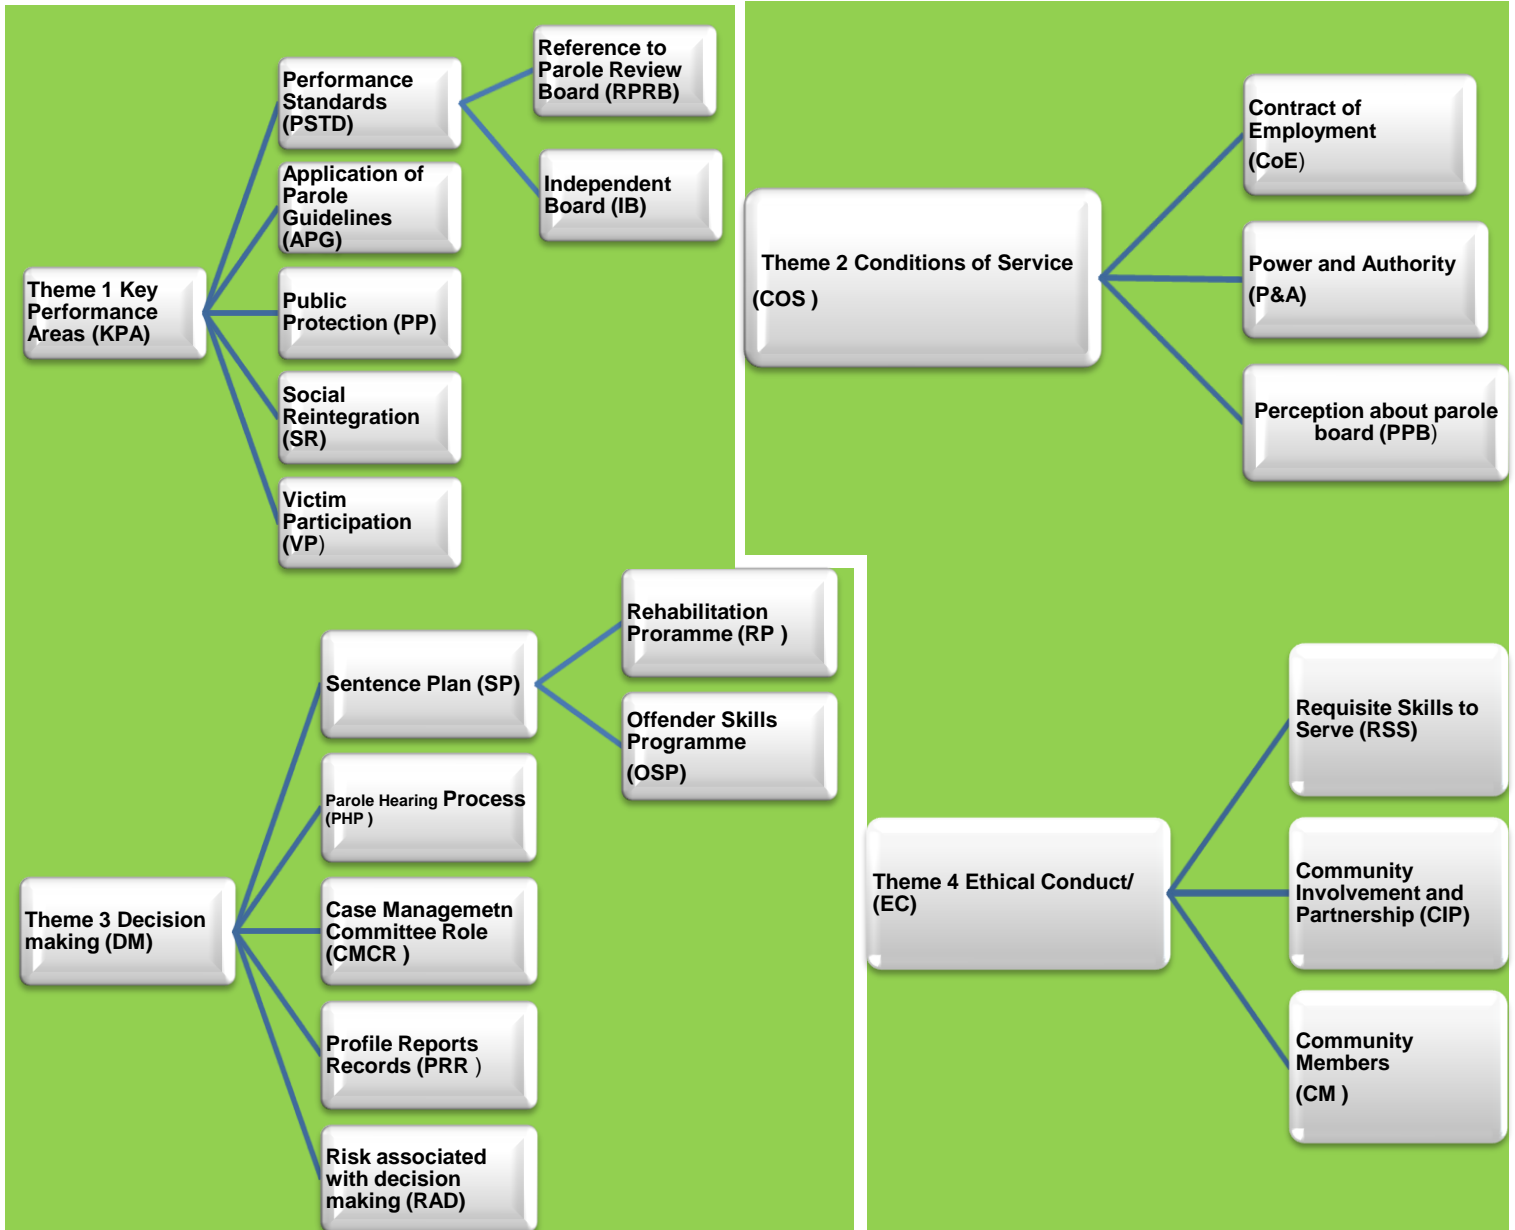 Theme 1 Key
Performance
Areas (KPA)
Performance
Standards
(PSTD)
Reference to
Parole Review
Board (RPRB)
Independent
Board (IB)
Application of
Parole
Guidelines
(APG)
Public
Protection (PP)
Social
Reintegration
(SR)
Victim
Participation
(VP)
Theme 2 Conditions of Service
(COS )
Contract of
Employment
(CoE)
Power and Authority
(P&A)
Perception about parole
board (PPB)
Theme 3 Decision
making (DM)
Sentence Plan (SP)
Rehabilitation
Proramme (RP )
Offender Skills
Programme
(OSP)
Parole Hearing Process
(PHP )
Case Managemetn
Committee Role
(CMCR )
Profile Reports
Records (PRR )
Risk associated
with decision
making (RAD)
Theme 4 Ethical Conduct/
(EC)
Requisite Skills to
Serve (RSS)
Community
Involvement and
Partnership (CIP)
Community
Members
(CM )